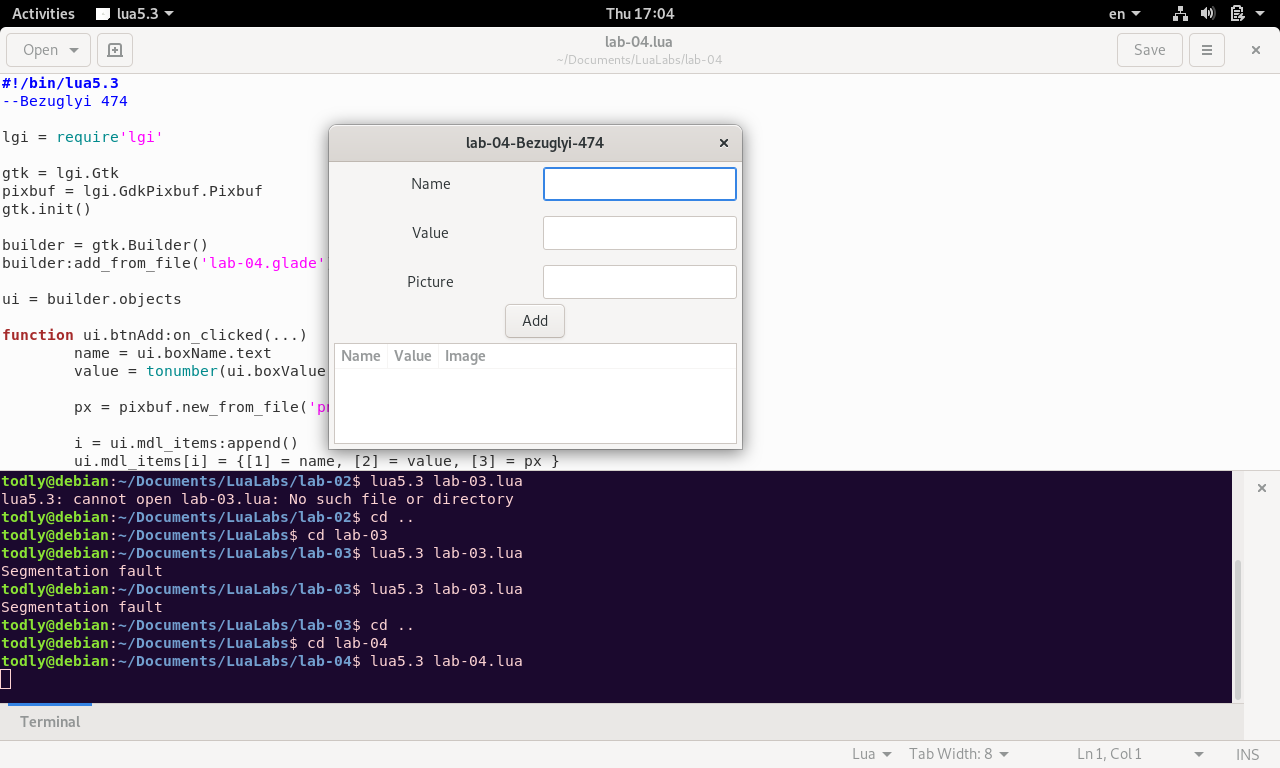 Activities lua5.3 Thu 17:04 en
Open lab-04.lua Save
~/Documents/LuaLabs/lab-04
#!/bin/lua5.3
--Bezuglyi 474
lgi = require'lgi'
gtk = lgi.Gtk
pixbuf = lgi.GdkPixbuf.Pixbuf
gtk.init()
builder = gtk.Builder()
builder:add_from_file('lab-04.glade'
ui = builder.objects
function ui.btnAdd:on_clicked(...)
name = ui.boxName.text
value = tonumber(ui.boxValue
px = pixbuf.new_from_file('
i = ui.mdl_items:append()
ui.mdl_items[i] = {[1] = name, [2] = value, [3] = px }
lab-04-Bezuglyi-474
Name
Value
Picture
Add
Name Value Image
todly@debian:~/Documents/LuaLabs/lab-02$ lua5.3 lab-03.lua
lua5.3: cannot open lab-03.lua: No such file or directory
todly@debian:~/Documents/LuaLabs/lab-02$ cd ..
todly@debian:~/Documents/LuaLabs$ cd lab-03
todly@debian:~/Documents/LuaLabs/lab-03$ lua5.3 lab-03.lua
Segmentation fault
todly@debian:~/Documents/LuaLabs/lab-03$ lua5.3 lab-03.lua
Segmentation fault
todly@debian:~/Documents/LuaLabs/lab-03$ cd ..
todly@debian:~/Documents/LuaLabs$ cd lab-04
todly@debian:~/Documents/LuaLabs/lab-04$ lua5.3 lab-04.lua
Terminal
Lua Tab Width: 8 Ln 1, Col 1 INS